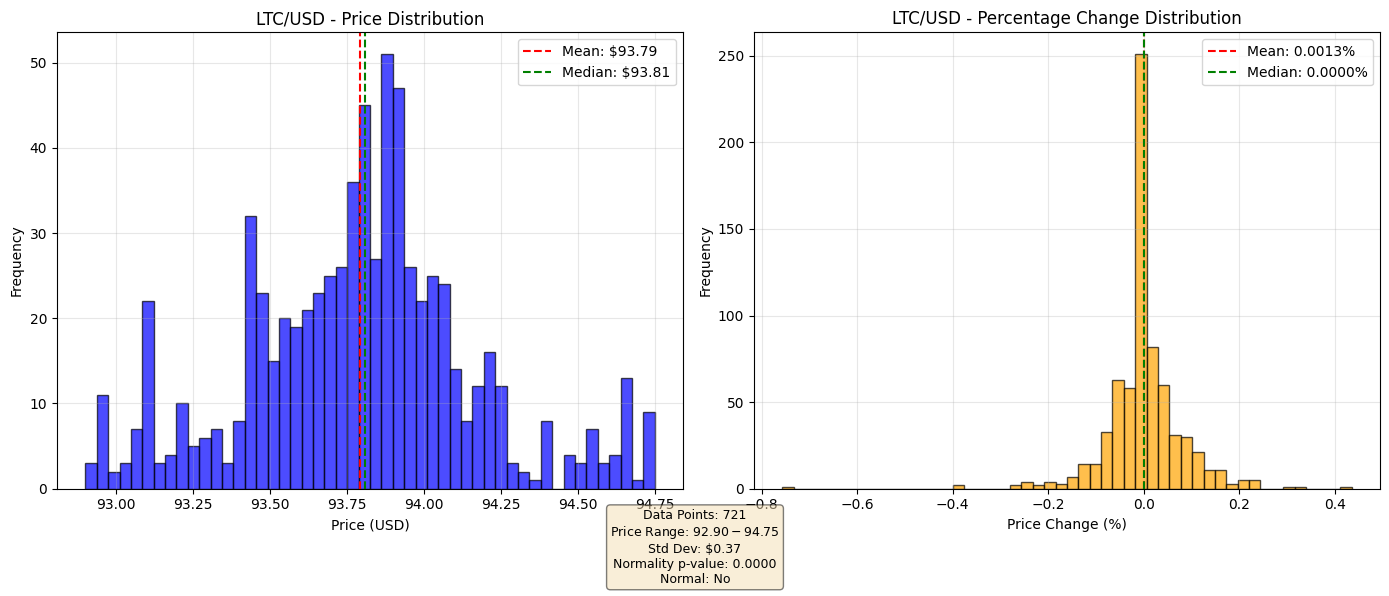 LTC/USD - Price Distribution
Frequency
50
40
30
20
10
0
Mean: $93.79
Median: $93.81
93.00 93.25 93.50 93.75 94.00 94.25 94.50 94.75
Price (USD)
LTC/USD - Percentage Change Distribution
Frequency
250
200
150
100
50
0
Mean: 0.0013%
Median: 0.0000%
−0.8 −0.6 −0.4 −0.2 0.0 0.2 0.4
Price Change (%)
Data Points: 721
Price Range: 92.90−94.75
Std Dev: $0.37
Normality p-value: 0.0000
Normal: No